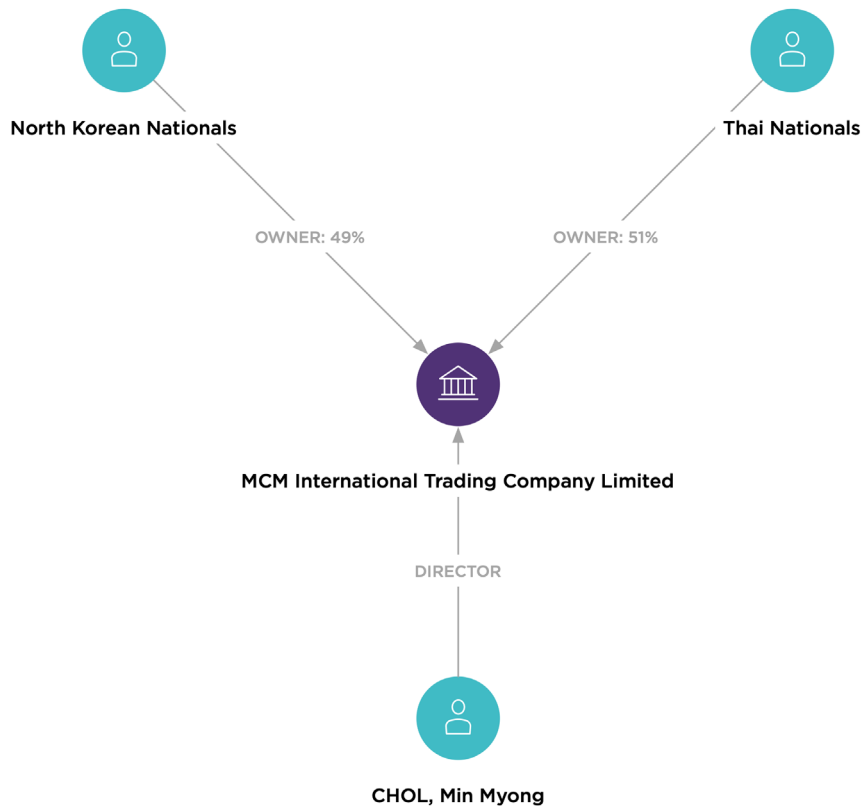 North Korean Nationals
Thai Nationals
OWNER: 49%
OWNER: 51%
MCM International Trading Company Limited
DIRECTOR
CHOL, Min Myong